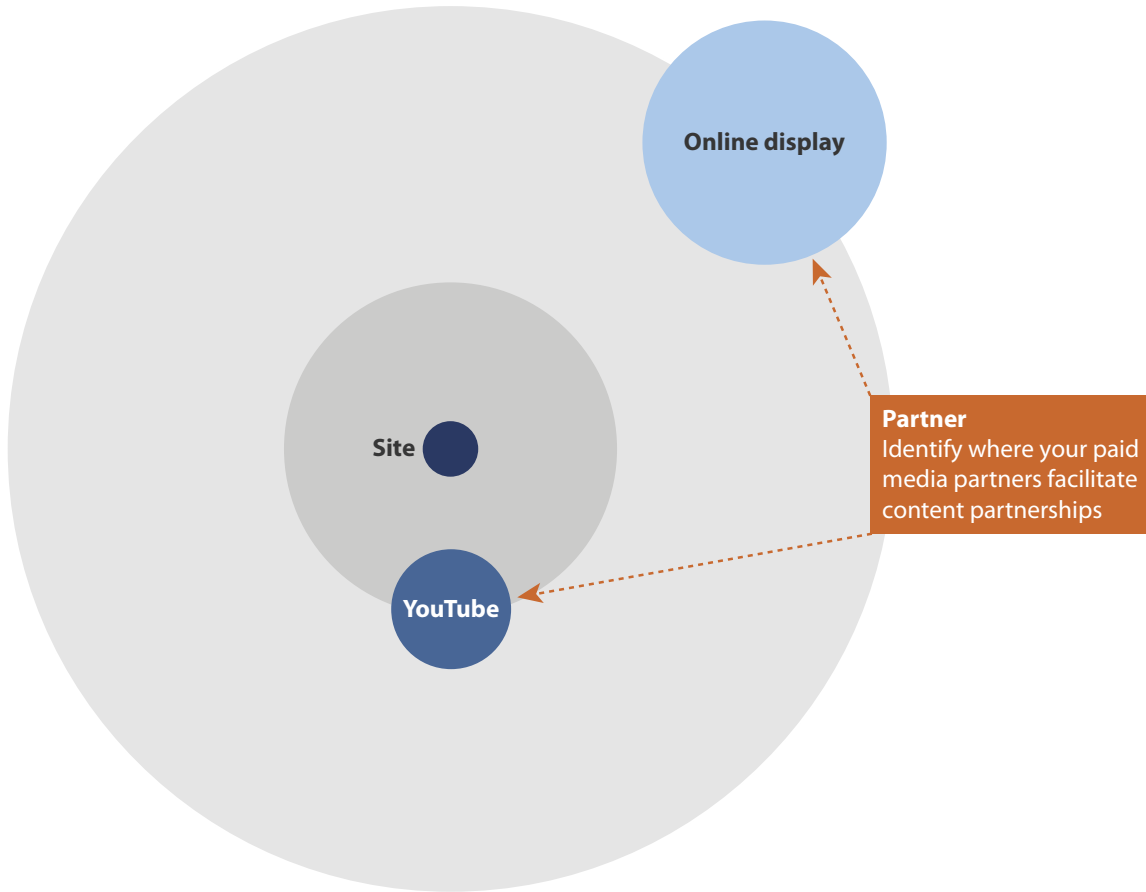 Online display
Site
Partner
Identify where your paid
media partners facilitate
content partnerships
YouTube